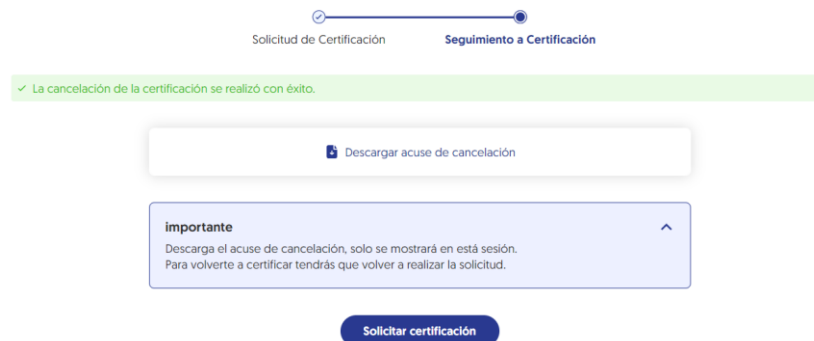 Solicitud de Certificación
Seguimiento a Certificación
La cancelación de la certificación se realizó con éxito.
Descargar acuse de cancelación
importante
Descarga el acuse de cancelación, solo se mostrará en está sesión.
Para volverte a certificar tendrás que volver a realizar la solicitud.
Solicitar certificación